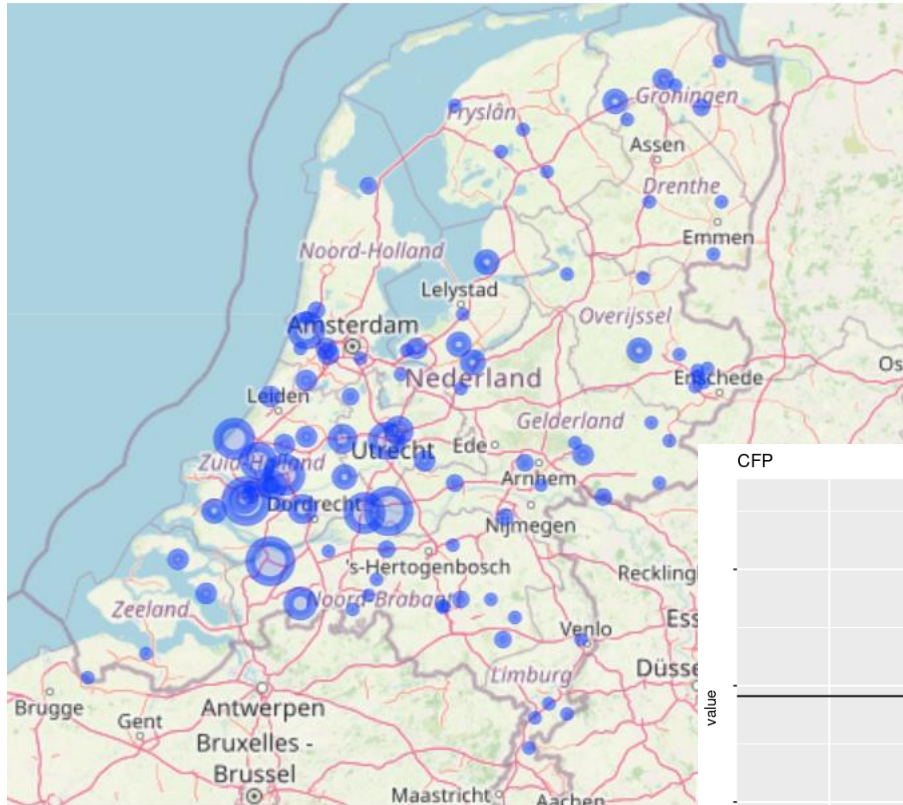 Groningen
Fryslân
Assen
Drenthe
Emmen
Noord-Holland
Lelystad
Overijssel
Amsterdam
Os
Nederland
Enschede
Leiden
Gelderland
Utrecht
Ede
Zuid-Holland
CFP
Arnhem
Dordrecht
Nijmegen
's-Hertogenbosch
Reckling
Zeeland
Noord-Brabant
Ess
Venlo
Düsse
Limburg
Brugge
Antwerpen
value
Gent
Bruxelles -
Brussel
Maastricht
Aachen